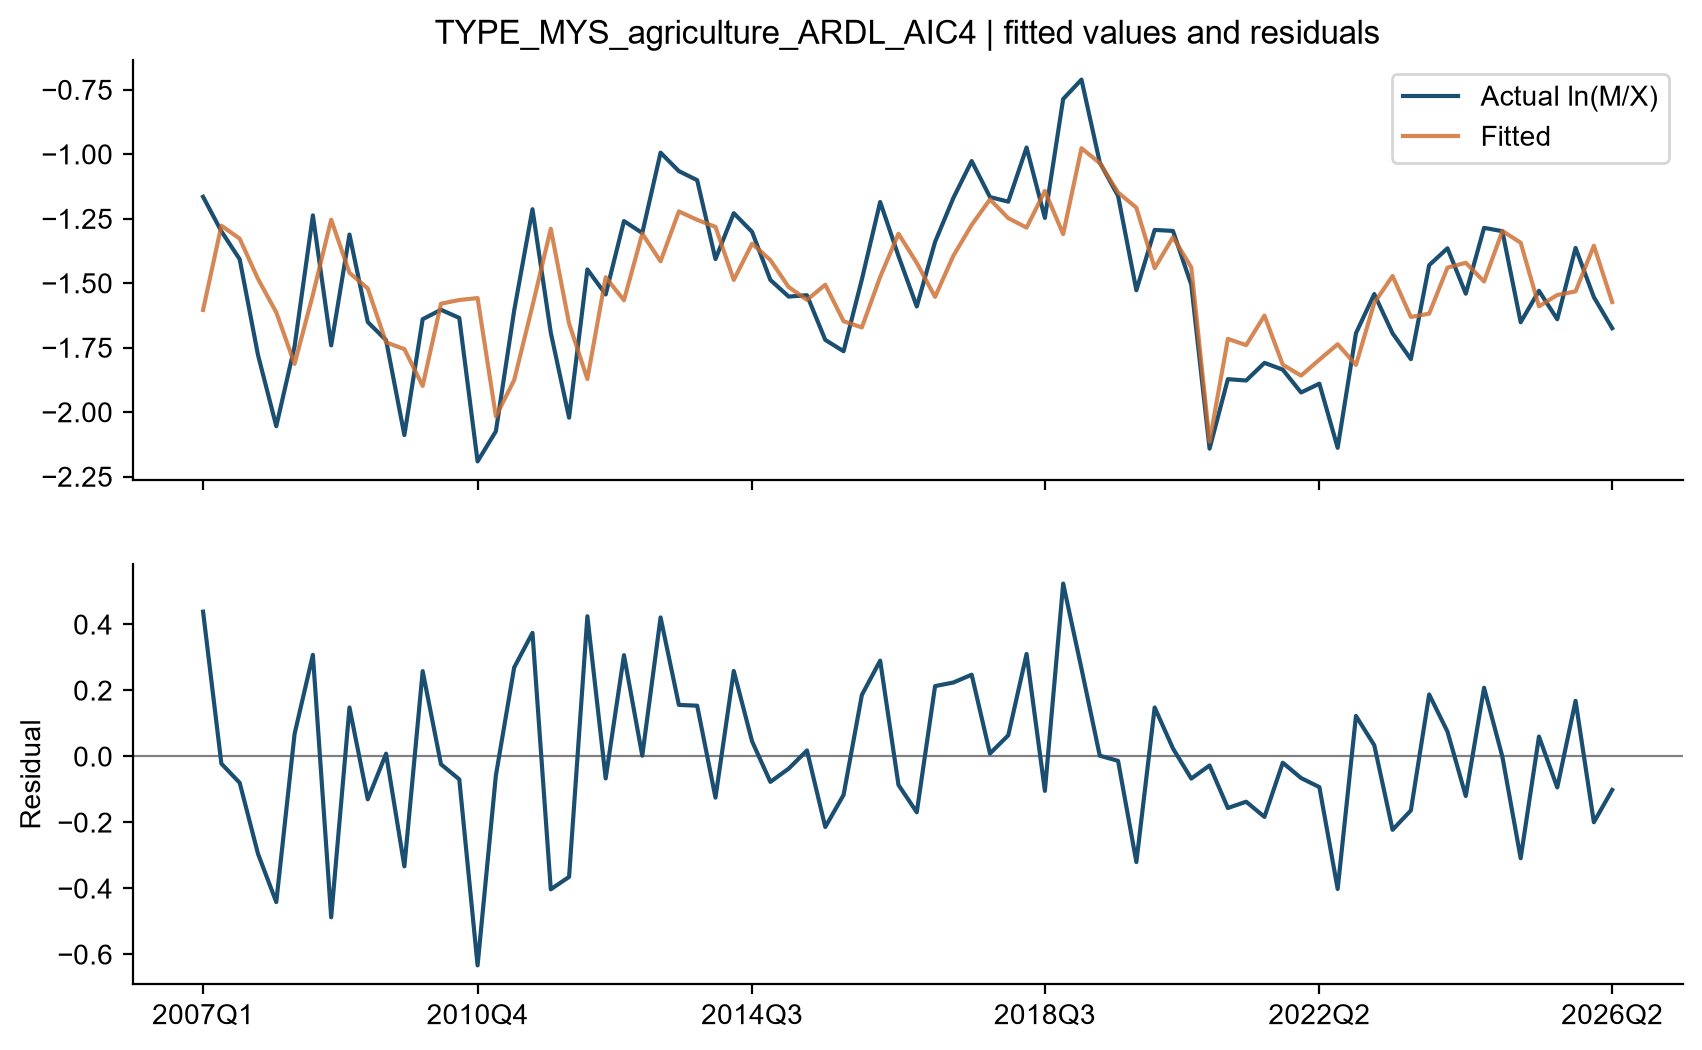 TYPE_MYS_agriculture_ARDL_AIC4 | fitted values and residuals
Actual ln(M/X)
Fitted
−0.75
−1.00
−1.25
−1.50
−1.75
−2.00
−2.25
Residual
0.4
0.2
0.0
−0.2
−0.4
−0.6
2007Q1
2010Q4
2014Q3
2018Q3
2022Q2
2026Q2